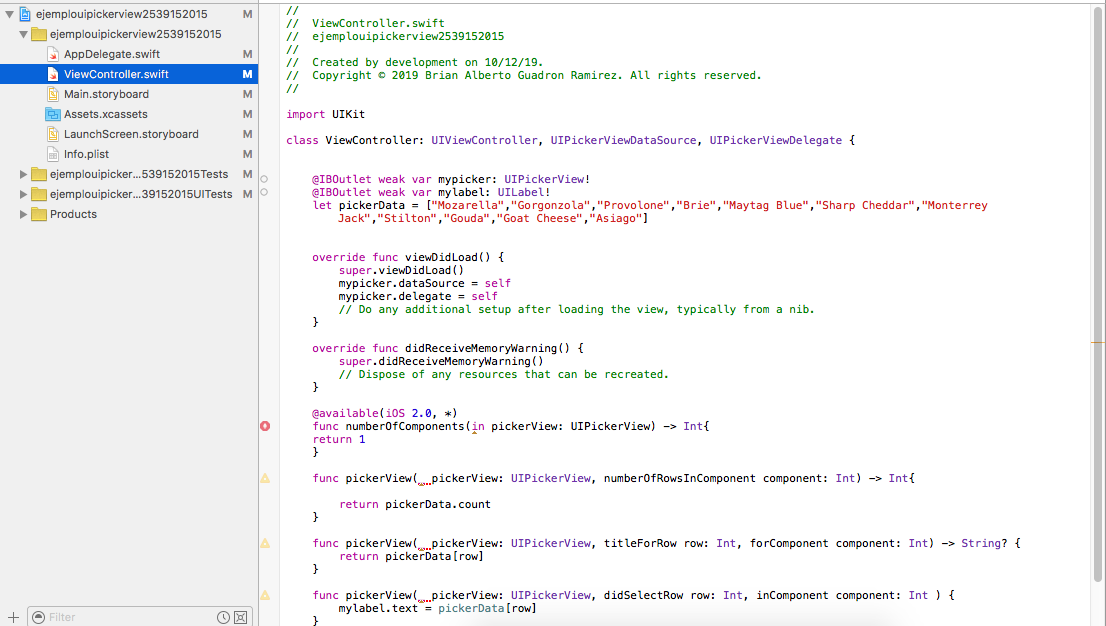 ejemplouipickerview2539152015 M
ejemplouipickerview2539152015
AppDelegate.swift M
ViewController.swift M
Main.storyboard M
Assets.xcassets M
LaunchScreen.storyboard M
Info.plist M
ejemplouipicker...539152015Tests M
ejemplouipicker...39152015UITests M
Products
Filter
//
// ViewController.swift
// ejemplouipickerview2539152015
//
// Created by development on 10/12/19.
// Copyright © 2019 Brian Alberto Guadron Ramirez. All rights reserved.
//
import UIKit
class ViewController: UIViewController, UIPickerViewDataSource, UIPickerViewDelegate {
@IBOutlet weak var mypicker: UIPickerView!
@IBOutlet weak var mylabel: UILabel!
let pickerData = ["Mozarella","Gorgonzola","Provolone","Brie","Maytag Blue","Sharp Cheddar","Monterrey
Jack","Stilton","Gouda","Goat Cheese","Asiago"]
override func viewDidLoad() {
super.viewDidLoad()
mypicker.dataSource = self
mypicker.delegate = self
// Do any additional setup after loading the view, typically from a nib.
}
override func didReceiveMemoryWarning() {
super.didReceiveMemoryWarning()
// Dispose of any resources that can be recreated.
}
@available(iOS 2.0, *)
func numberOfComponents(in pickerView: UIPickerView) -> Int{
return 1
}
func pickerView(_ pickerView: UIPickerView, numberOfRowsInComponent component: Int) -> Int{
return pickerData.count
}
func pickerView(_ pickerView: UIPickerView, titleForRow row: Int, forComponent component: Int) -> String? {
return pickerData[row]
}
func pickerView(_ pickerView: UIPickerView, didSelectRow row: Int, inComponent component: Int ) {
mylabel.text = pickerData[row]
}